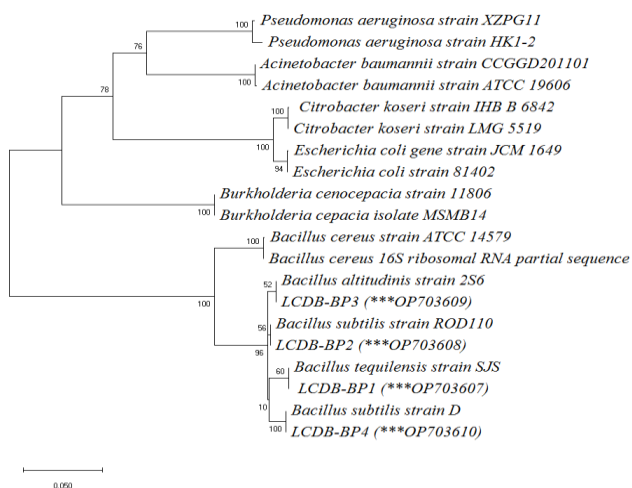 Pseudomonas aeruginosa strain XZPG11
100
Pseudomonas aeruginosa strain HK1-2
76
Acinetobacter baumannii strain CCGGD201101
100
Acinetobacter baumannii strain ATCC 19606
78
Citrobacter koseri strain IHB B 6842
Citrobacter koseri strain LMG 5519
100
Escherichia coli gene strain JCM 1649
94
Escherichia coli strain 81402
Burkholderia cenocepacia strain 11806
100
Burkholderia cepacia isolate MSMB14
Bacillus cereus strain ATCC 14579
100
Bacillus cereus 16S ribosomal RNA partial sequence
Bacillus altitudinis strain 2S6
52
100
LCDB-BP3 (***OP703609)
Bacillus subtilis strain ROD110
56
LCDB-BP2 (***OP703608)
96
Bacillus tequilensis strain SJS
60
LCDB-BP1 (***OP703607)
10
Bacillus subtilis strain D
100
LCDB-BP4 (***OP703610)
0.050